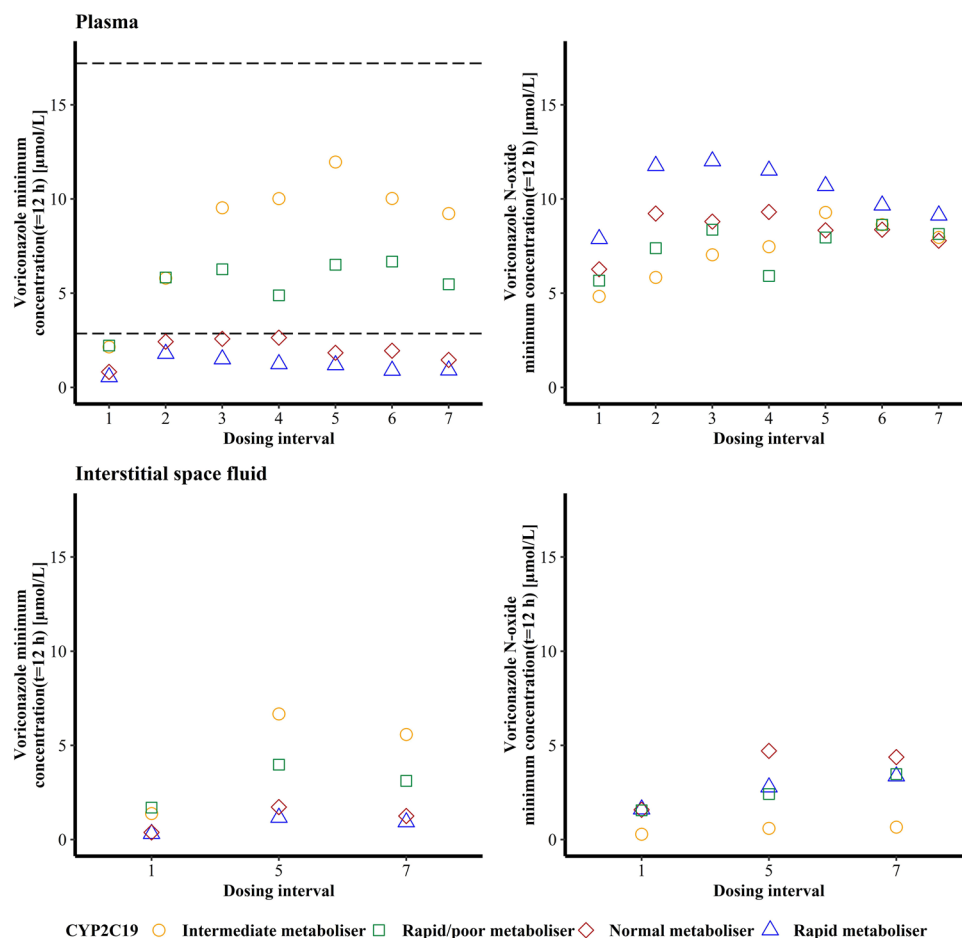 Plasma
Voriconazole minimum
concentration(t=12 h) [µmol/L]
15
10
5
0
1 2 3 4 5 6 7
Dosing interval
Voriconazole N-oxide
minimum concentration(t=12 h) [µmol/L]
15
10
5
0
1 2 3 4 5 6 7
Dosing interval
Interstitial space fluid
Voriconazole minimum
concentration(t=12 h) [µmol/L]
15
10
5
0
1 5 7
Dosing interval
Voriconazole N-oxide
minimum concentration(t=12 h) [µmol/L]
15
10
5
0
1 5 7
Dosing interval
CYP2C19 Intermediate metaboliser Rapid/poor metaboliser Normal metaboliser Rapid metaboliser